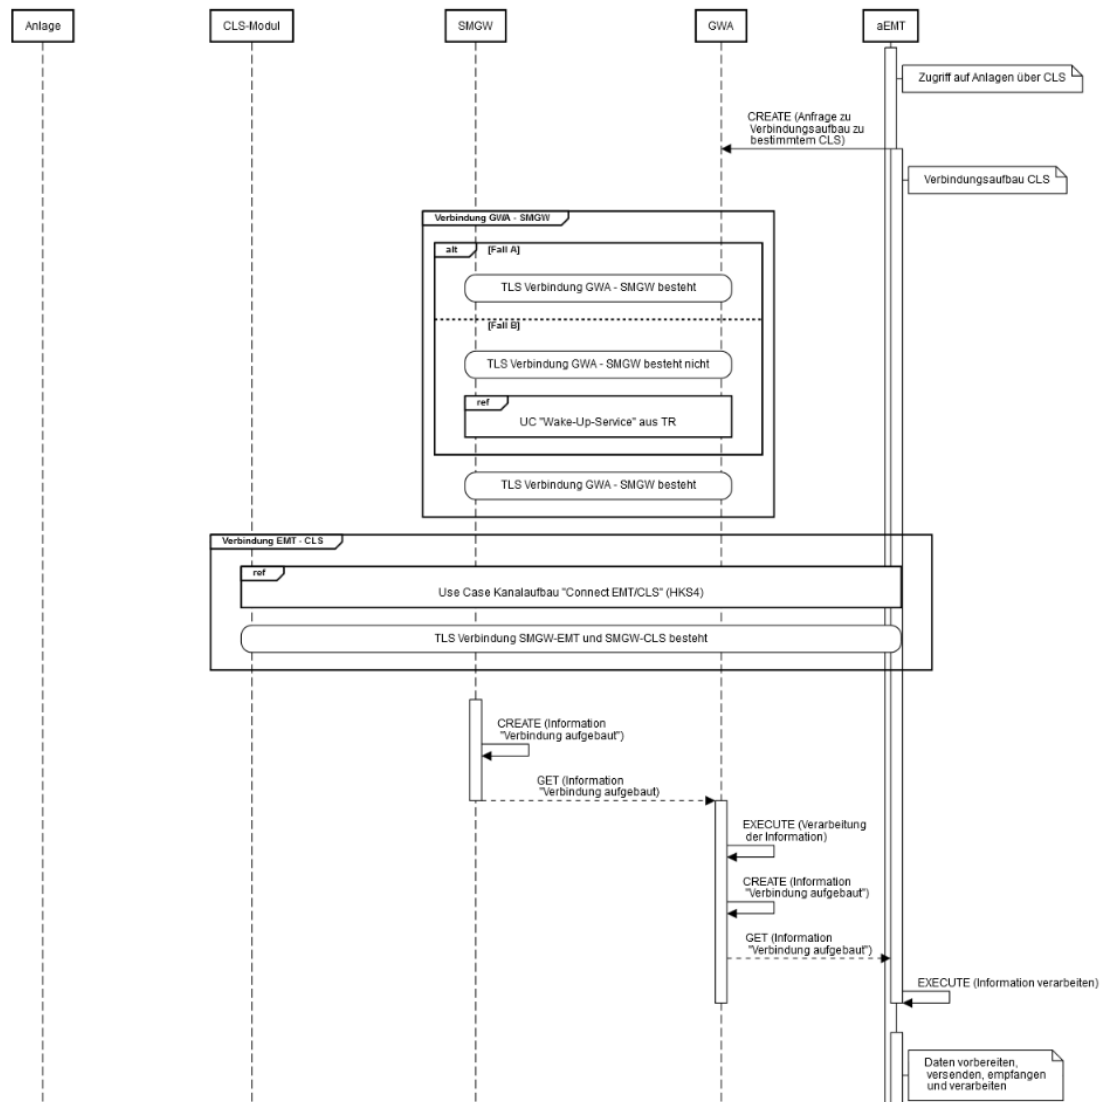 Anlage
CLS-Modul
SMGW
GWA
aEMT
Zugriff auf Anlagen über CLS
CREATE (Anfrage zu
Verbindungsaufbau zu
bestimmtem CLS)
Verbindungsaufbau CLS
Verbindung GWA - SMGW
alt
[Fall A]
TLS Verbindung GWA - SMGW besteht
[Fall B]
TLS Verbindung GWA - SMGW besteht nicht
ref
UC "Wake-Up-Service" aus TR
TLS Verbindung GWA - SMGW besteht
Verbindung EMT - CLS
ref
Use Case Kanalaufbau "Connect EMT/CLS" (HKS4)
TLS Verbindung SMGW-EMT und SMGW-CLS besteht
CREATE (Information
"Verbindung aufgebaut")
GET (Information
"Verbindung aufgebaut)
EXECUTE (Verarbeitung
der Information)
CREATE (Information
"Verbindung aufgebaut")
GET (Information
"Verbindung aufgebaut")
EXECUTE (Information verarbeiten)
Daten vorbereiten,
versenden, empfangen
und verarbeiten